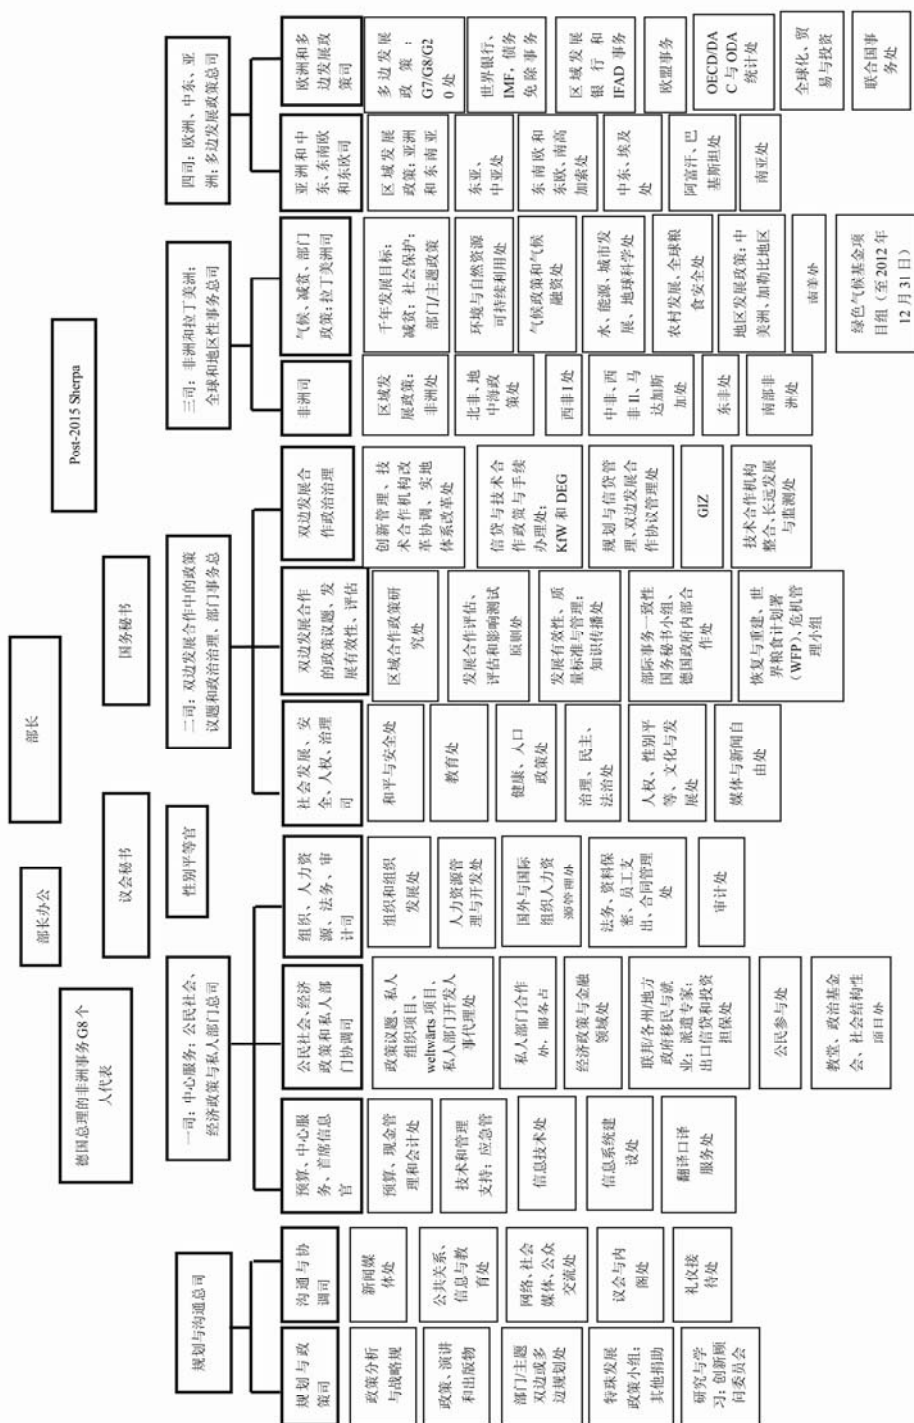 部长
部长办公
德国总理的非洲事务G8个
人代表
议会秘书
国务秘书
Post-2015 Sherpa
性别平等官
规划与沟通总司
规划与政
策司
政策分析
与战略规
政策、演讲
和出版物
部门/主题
双边或多
边规划处
特殊发展
政策小组；
其他捐助
研究与学
习；创新顾
问委员会
沟通与协
调司
新闻媒
体处
公共关系、
信息与教
育处
网络、社会
媒体、公众
交流处
议会与内
阁处
礼仪接
待处
一司：中心服务；公民社会、
经济政策与私人部门总司
预算、中心服
务、首席信息
官
预算、现金管
理和会计处
技术和管理
支持；应急管
信息技术处
信息系统建
设处
翻译口译
服务处
公民社会、经济
政策和私人部
门协调司
政策议题、私人
组织项目、
weltwärts 项目、
私人部门开发人
事代理处
私人部门合作
处，服务点
经济政策与金融
领域处
联邦/各州/地方
政府移民与就
业；派遣专家；
出口信贷和投资
担保处
公民参与处
教堂、政治基金
会、社会结构性
项目处
组织、人力资
源、法务、审
计司
组织和组织
发展处
人力资源管
理与开发处
国外与国际
组织人力资
源管理处
法务、资料保
密、员工支
出、合同管理
处
审计处
二司：双边发展合作中的政策
议题和政治治理、部门事务总
社会发展、安
全、人权、治理
司
和平与安全处
教育处
健康、人口
政策处
治理、民主、
法治处
人权、性别平
等、文化与发
展处
媒体与新闻自
由处
双边发展合作
的政策议题、发
展有效性、评估
区域合作政策研
究处
发展合作评估、
评估和影响测试
原则处
发展有效性、质
量标准与管理；
知识传播处
部际事务一致性
国务秘书小组、
德国政府内部合
作处
恢复与重建、世
界粮食计划署
（WFP）、危机管
理小组
双边发展合
作政治治理
创新管理、技
术合作机构改
革协调、实地
体系改革处
信贷与技术合
作政策与手续
办理处；
KfW 和 DEG
规划与信贷管
理、双边发展合
作协议管理处
GIZ
技术合作机构
整合、长远发展
与监测处
三司：非洲和拉丁美洲；
全球和地区性事务总司
非洲司
区域发
展政策；
非洲处
北非、地
中海政
策处
西非 I 处
中非、西
非 II、马
达加斯
加处
东非处
南部非
洲处
气候、减贫、部门
政策；拉丁美洲司
千年发展目标；
减贫；社会保护；
部门/主题政策
环境与自然资源
可持续利用处
气候政策和气候
融资处
水、能源、城市发
展、地球科学处
农村发展、全球粮
食安全处
地区发展政策；中
美洲、加勒比地区
南美处
绿色气候基金项
目组（至 2012 年
12 月 31 日）
四司：欧洲、中东、亚
洲；多边发展政策总司
亚洲和中
东、东南欧
和东欧司
区域发展
政策；亚洲
和东南亚
东亚、
中亚处
东南欧和
东欧、南高
加索处
中东、埃及
处
阿富汗、巴
基斯坦处
南亚处
欧洲和多
边发展政
策司
多边发展
政策：
G7/G8/G2
0 处
世界银行、
IMF，债务
免除事务
区域发展
银行和
IFAD 事务
欧盟事务
OECD/DA
C 与 ODA
统计处
全球化、贸
易与投资
联合国事
务处